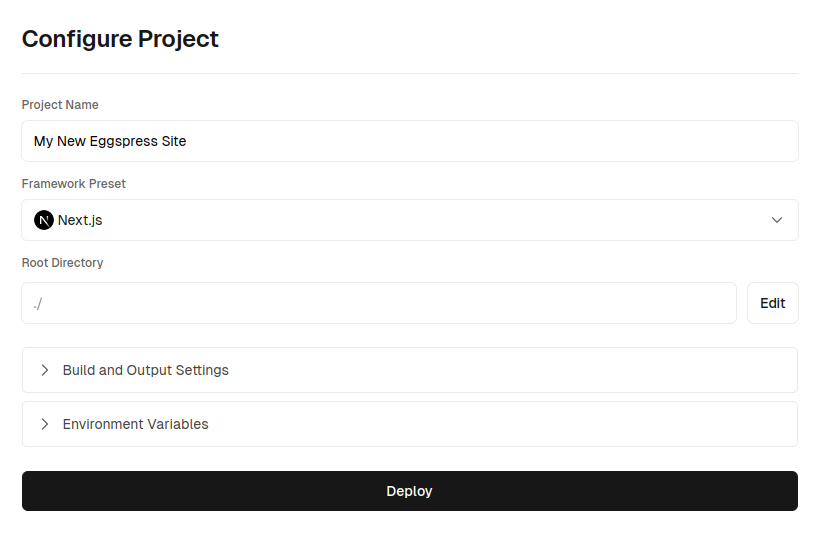 Configure Project
Project Name
My New Eggspress Site
Framework Preset
Next.js
Root Directory
./
Edit
Build and Output Settings
Environment Variables
Deploy